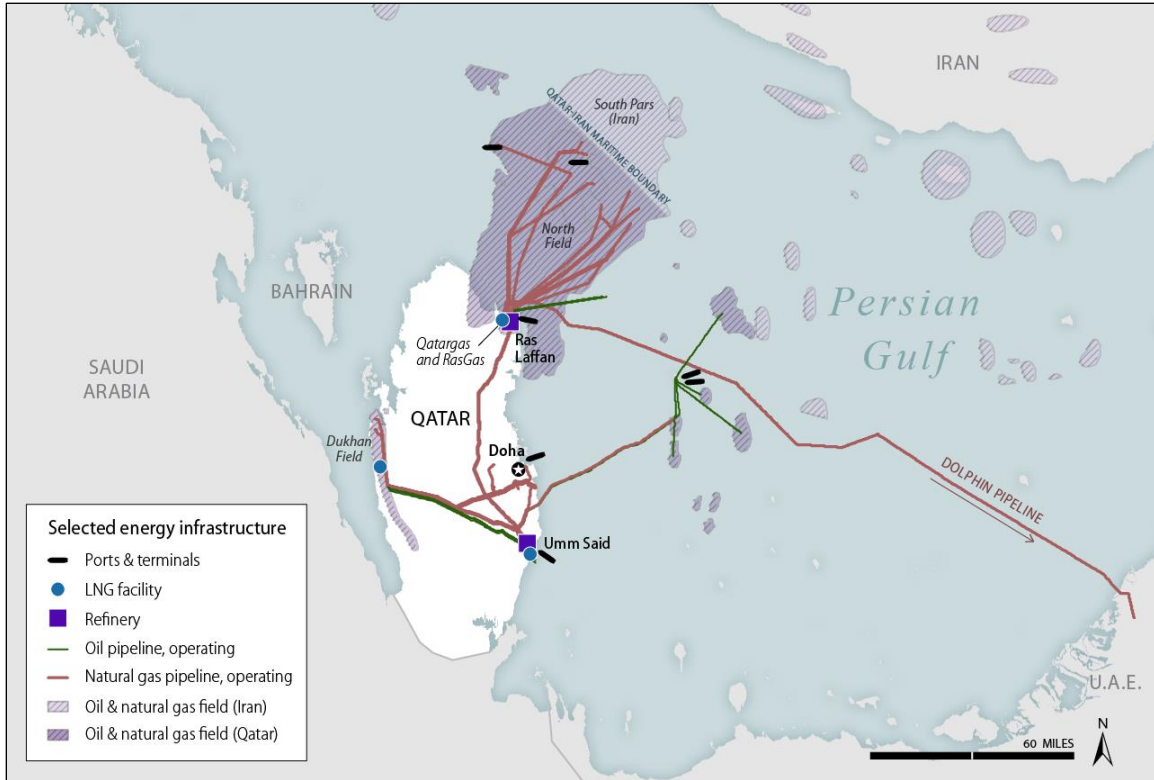 IRAN
South Pars
(Iran)
QATAR-IRAN MARITIME BOUNDARY
North
Field
BAHRAIN
Persian
Gulf
Qatargas
and RasGas
Ras
Laffan
SAUDI
ARABIA
QATAR
Dukhan
Field
Doha
DOLPHIN PIPELINE
Umm Said
U.A.E.
Selected energy infrastructure
Ports & terminals
LNG facility
Refinery
Oil pipeline, operating
Natural gas pipeline, operating
Oil & natural gas field (Iran)
Oil & natural gas field (Qatar)
60 MILES
N